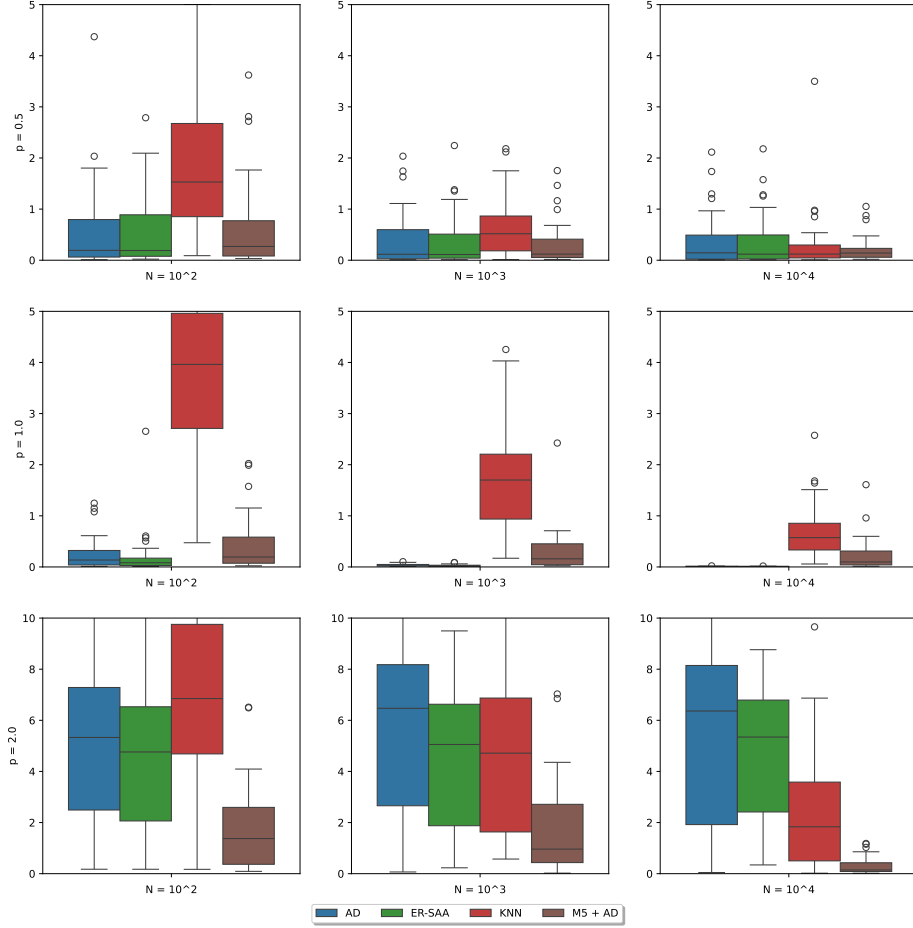 5 5 5
4 4 4
3 3 3
p = 0.5
2 2 2
1 1 1
0 0 0
N = 10^2 N = 10^3 N = 10^4
5 5 5
4 4 4
3 3 3
p = 1.0
2 2 2
1 1 1
0 0 0
N = 10^2 N = 10^3 N = 10^4
10 10 10
8 8 8
6 6 6
p = 2.0
4 4 4
2 2 2
0 0 0
N = 10^2 N = 10^3 N = 10^4
AD ER-SAA KNN M5 + AD